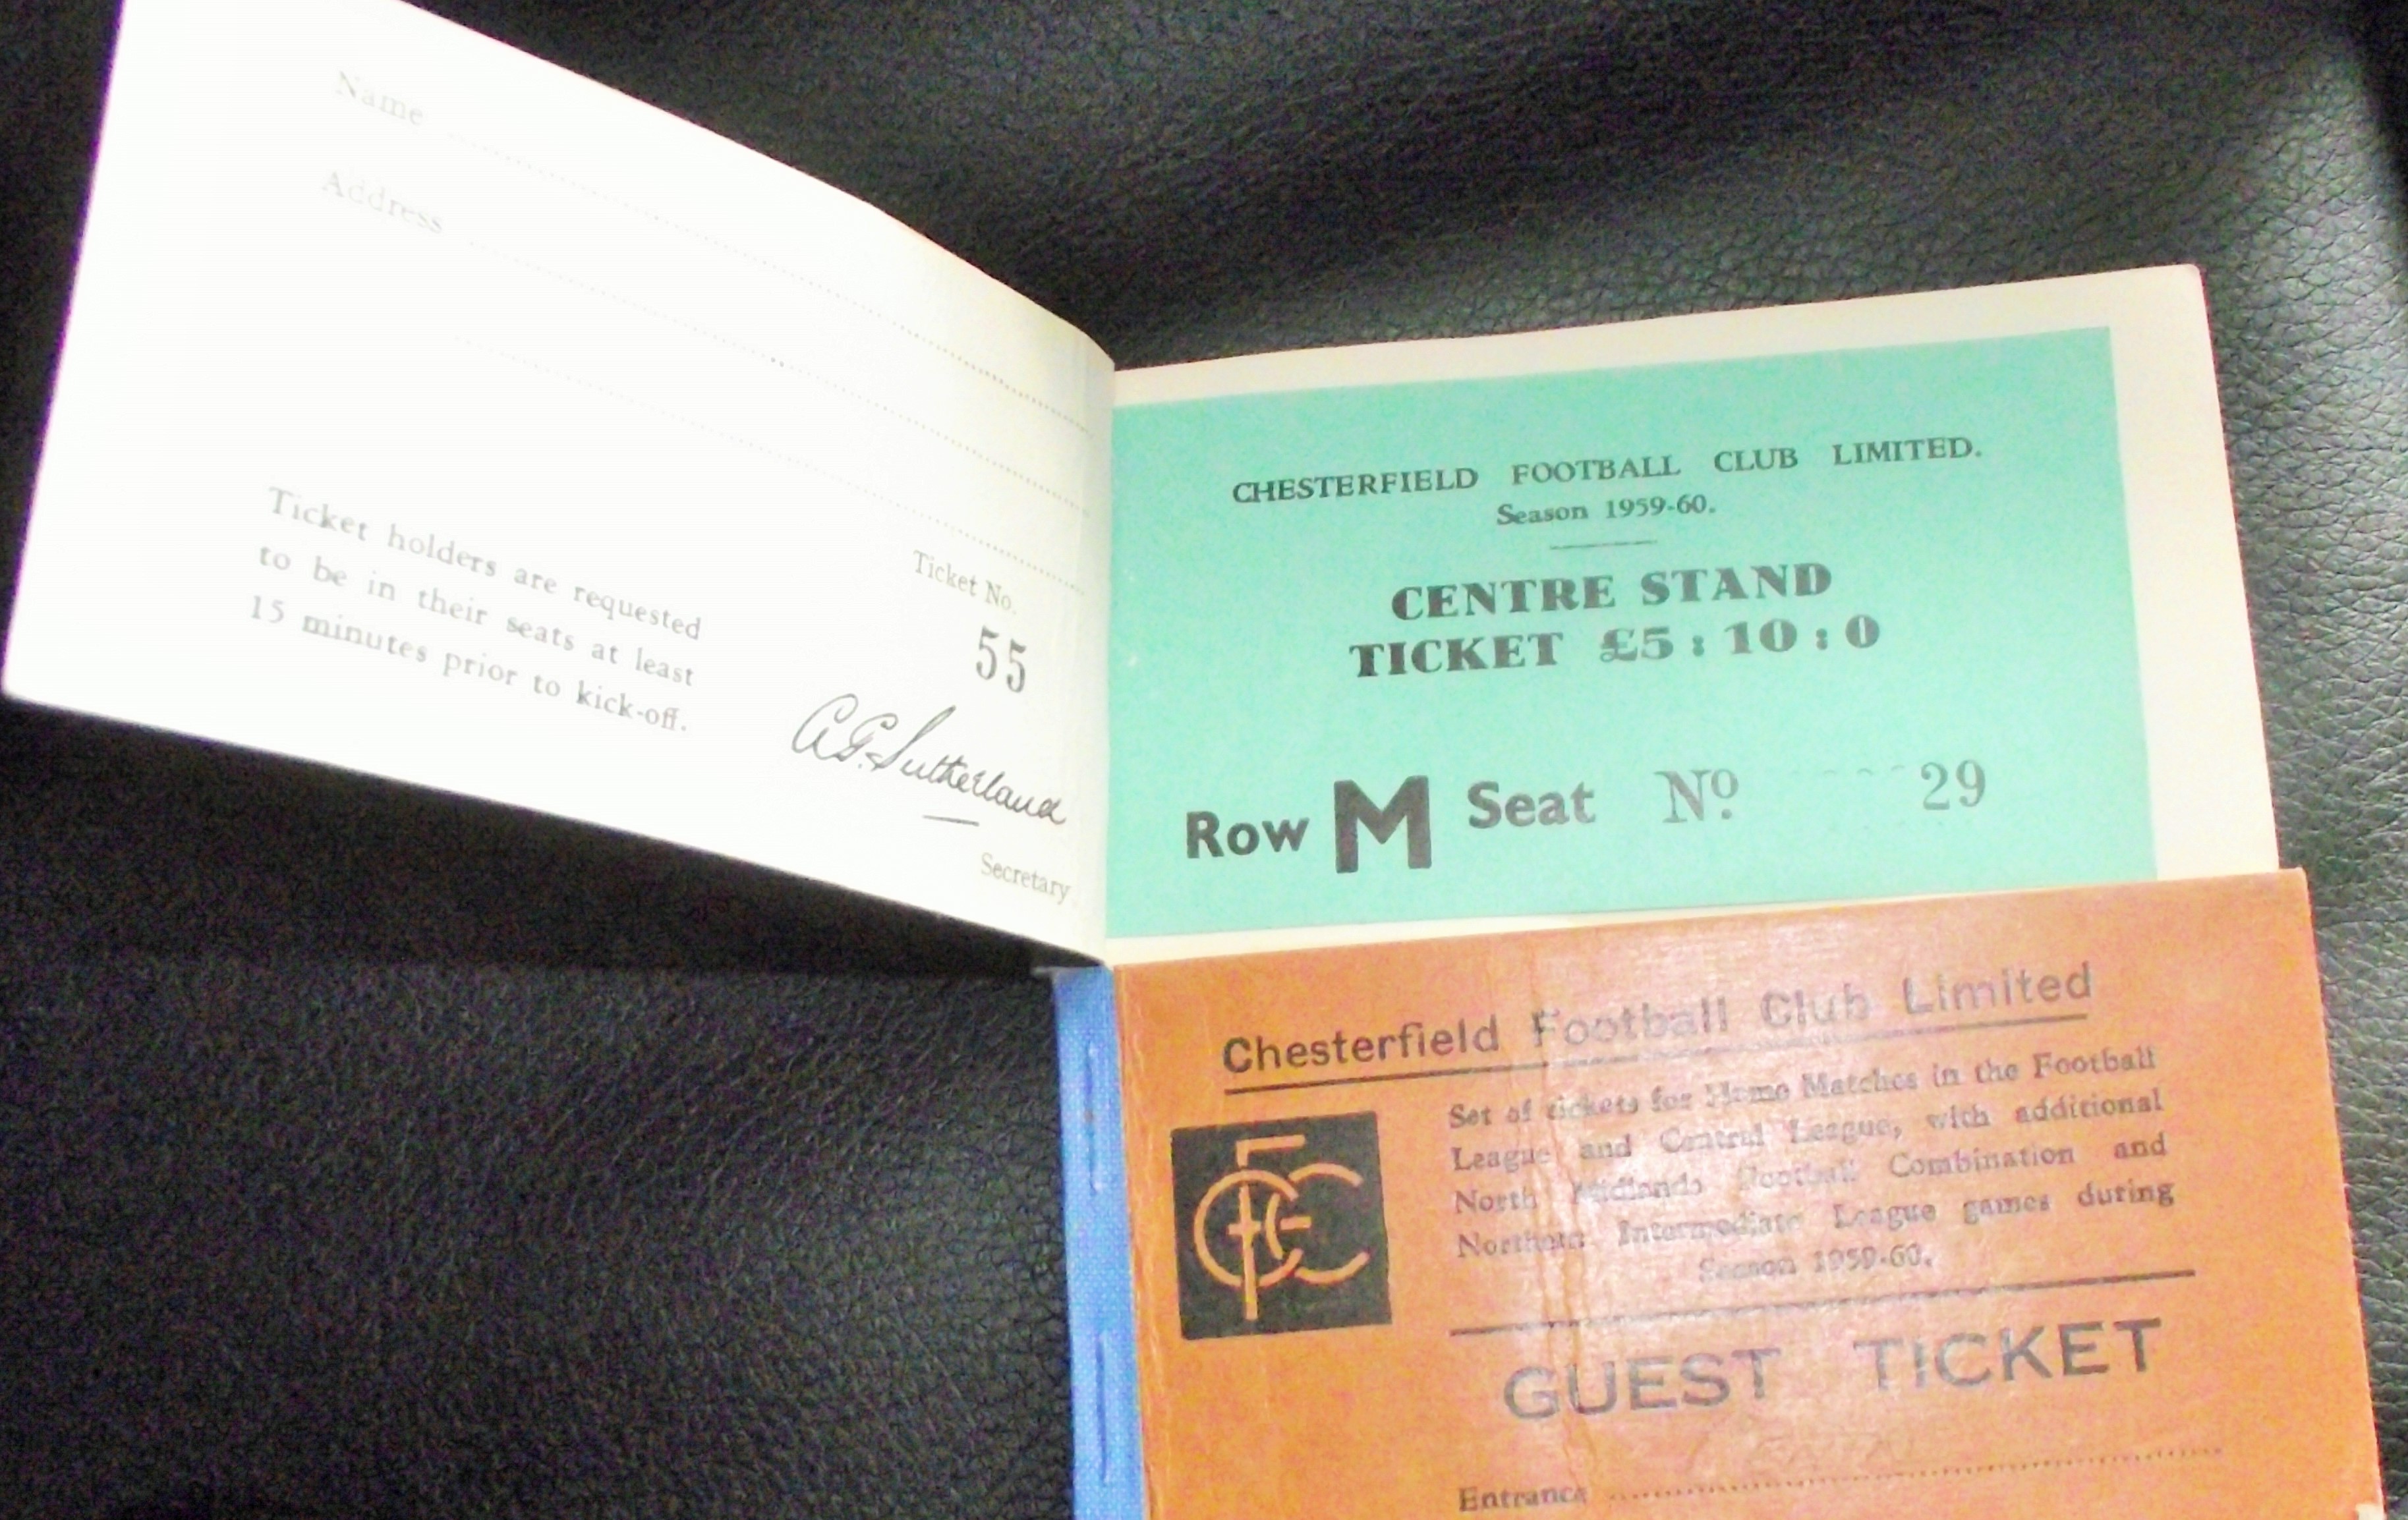 Name
Address
Ticket holders are requested
to be in their seats at least
15 minutes prior to kick-off.
Ticket No.
55
A.G. Sutherland
Secretary.
CHESTERFIELD FOOTBALL CLUB LIMITED.
Season 1959-60.
CENTRE STAND
TICKET £5 : 10 : 0
Row M Seat Nº 29
Chesterfield Football Club Limited
Set of tickets for Home Matches in the Football
League and Central League, with additional
North Midlands Football Combination and
Northern Intermediate League games during
Season 1959-60.
GUEST TICKET
Entrance